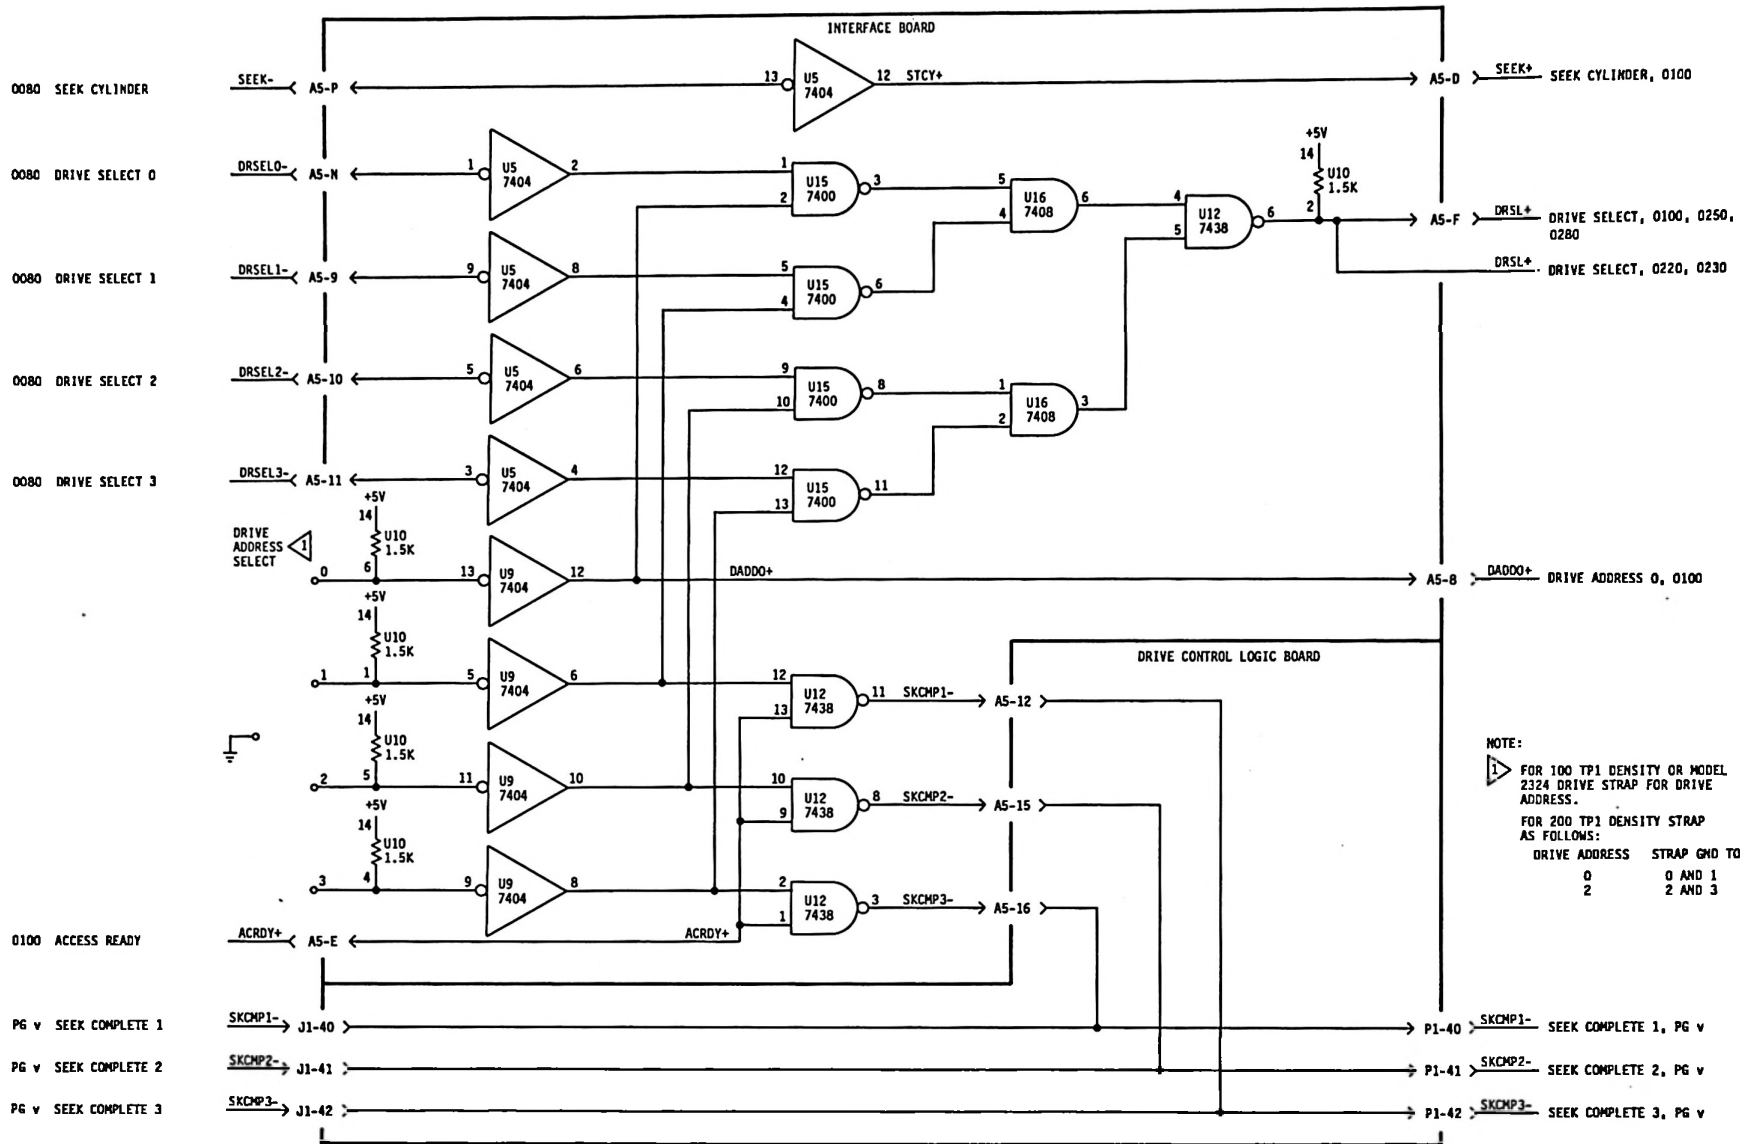 INTERFACE BOARD
0080 SEEK CYLINDER SEEK- A5-P 13 U5 7404 12 STCY+ A5-D SEEK+ SEEK CYLINDER, 0100
+5V
14
U10
1.5K
2
0080 DRIVE SELECT 0 DRSEL0- A5-N 1 U5 7404 2
1 2 U15 7400 3
5 4 U16 7408 6
4 5 U12 7438 6
A5-F DRSL+ DRIVE SELECT, 0100, 0250,
0280
DRSL+ DRIVE SELECT, 0220, 0230
0080 DRIVE SELECT 1 DRSEL1- A5-9 9 U5 7404 8
5 4 U15 7400 6
0080 DRIVE SELECT 2 DRSEL2- A5-10 5 U5 7404 6
9 10 U15 7400 8
1 2 U16 7408 3
0080 DRIVE SELECT 3 DRSEL3- A5-11 3 U5 7404 4
12 13 U15 7400 11
DRIVE
ADDRESS
SELECT
1
+5V
14
U10
1.5K
0 6 13 U9 7404 12 DADD0+ A5-8 DADD0+ DRIVE ADDRESS 0, 0100
+5V
14
U10
1.5K
1 1 5 U9 7404 6
DRIVE CONTROL LOGIC BOARD
12 13 U12 7438 11 SKCMP1- A5-12
+5V
14
U10
1.5K
2 5 11 U9 7404 10
10 9 U12 7438 8 SKCMP2- A5-15
+5V
14
U10
1.5K
3 4 9 U9 7404 8
2 1 U12 7438 3 SKCMP3- A5-16
NOTE:
1 FOR 100 TPI DENSITY OR MODEL
2324 DRIVE STRAP FOR DRIVE
ADDRESS.
FOR 200 TPI DENSITY STRAP
AS FOLLOWS:
DRIVE ADDRESS STRAP GND TO
0 0 AND 1
2 2 AND 3
0100 ACCESS READY ACRDY+ A5-E ACRDY+
PG v SEEK COMPLETE 1 SKCMP1- J1-40 P1-40 SKCMP1- SEEK COMPLETE 1, PG v
PG v SEEK COMPLETE 2 SKCMP2- J1-41 P1-41 SKCMP2- SEEK COMPLETE 2, PG v
PG v SEEK COMPLETE 3 SKCMP3- J1-42 P1-42 SKCMP3- SEEK COMPLETE 3, PG v